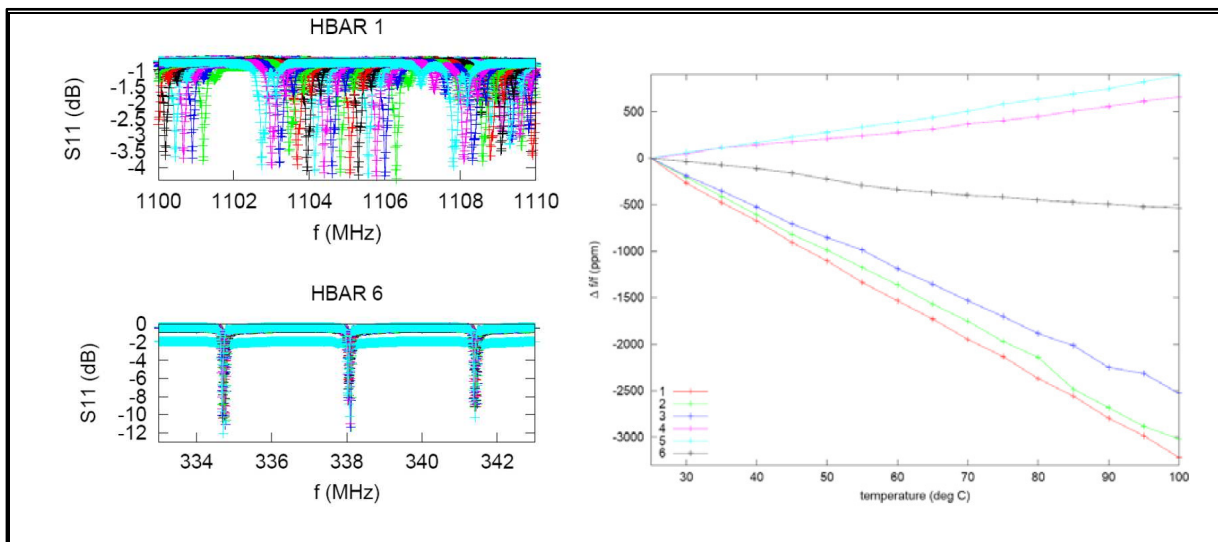 HBAR 1
S11 (dB)
-1
-1.5
-2
-2.5
-3
-3.5
-4
1100 1102 1104 1106 1108 1110
f (MHz)
HBAR 6
S11 (dB)
0
-2
-4
-6
-8
-10
-12
334 336 338 340 342
f (MHz)
Δ f/f (ppm)
500
0
-500
-1000
-1500
-2000
-2500
-3000
1
2
3
4
5
6
30 40 50 60 70 80 90 100
temperature (deg C)